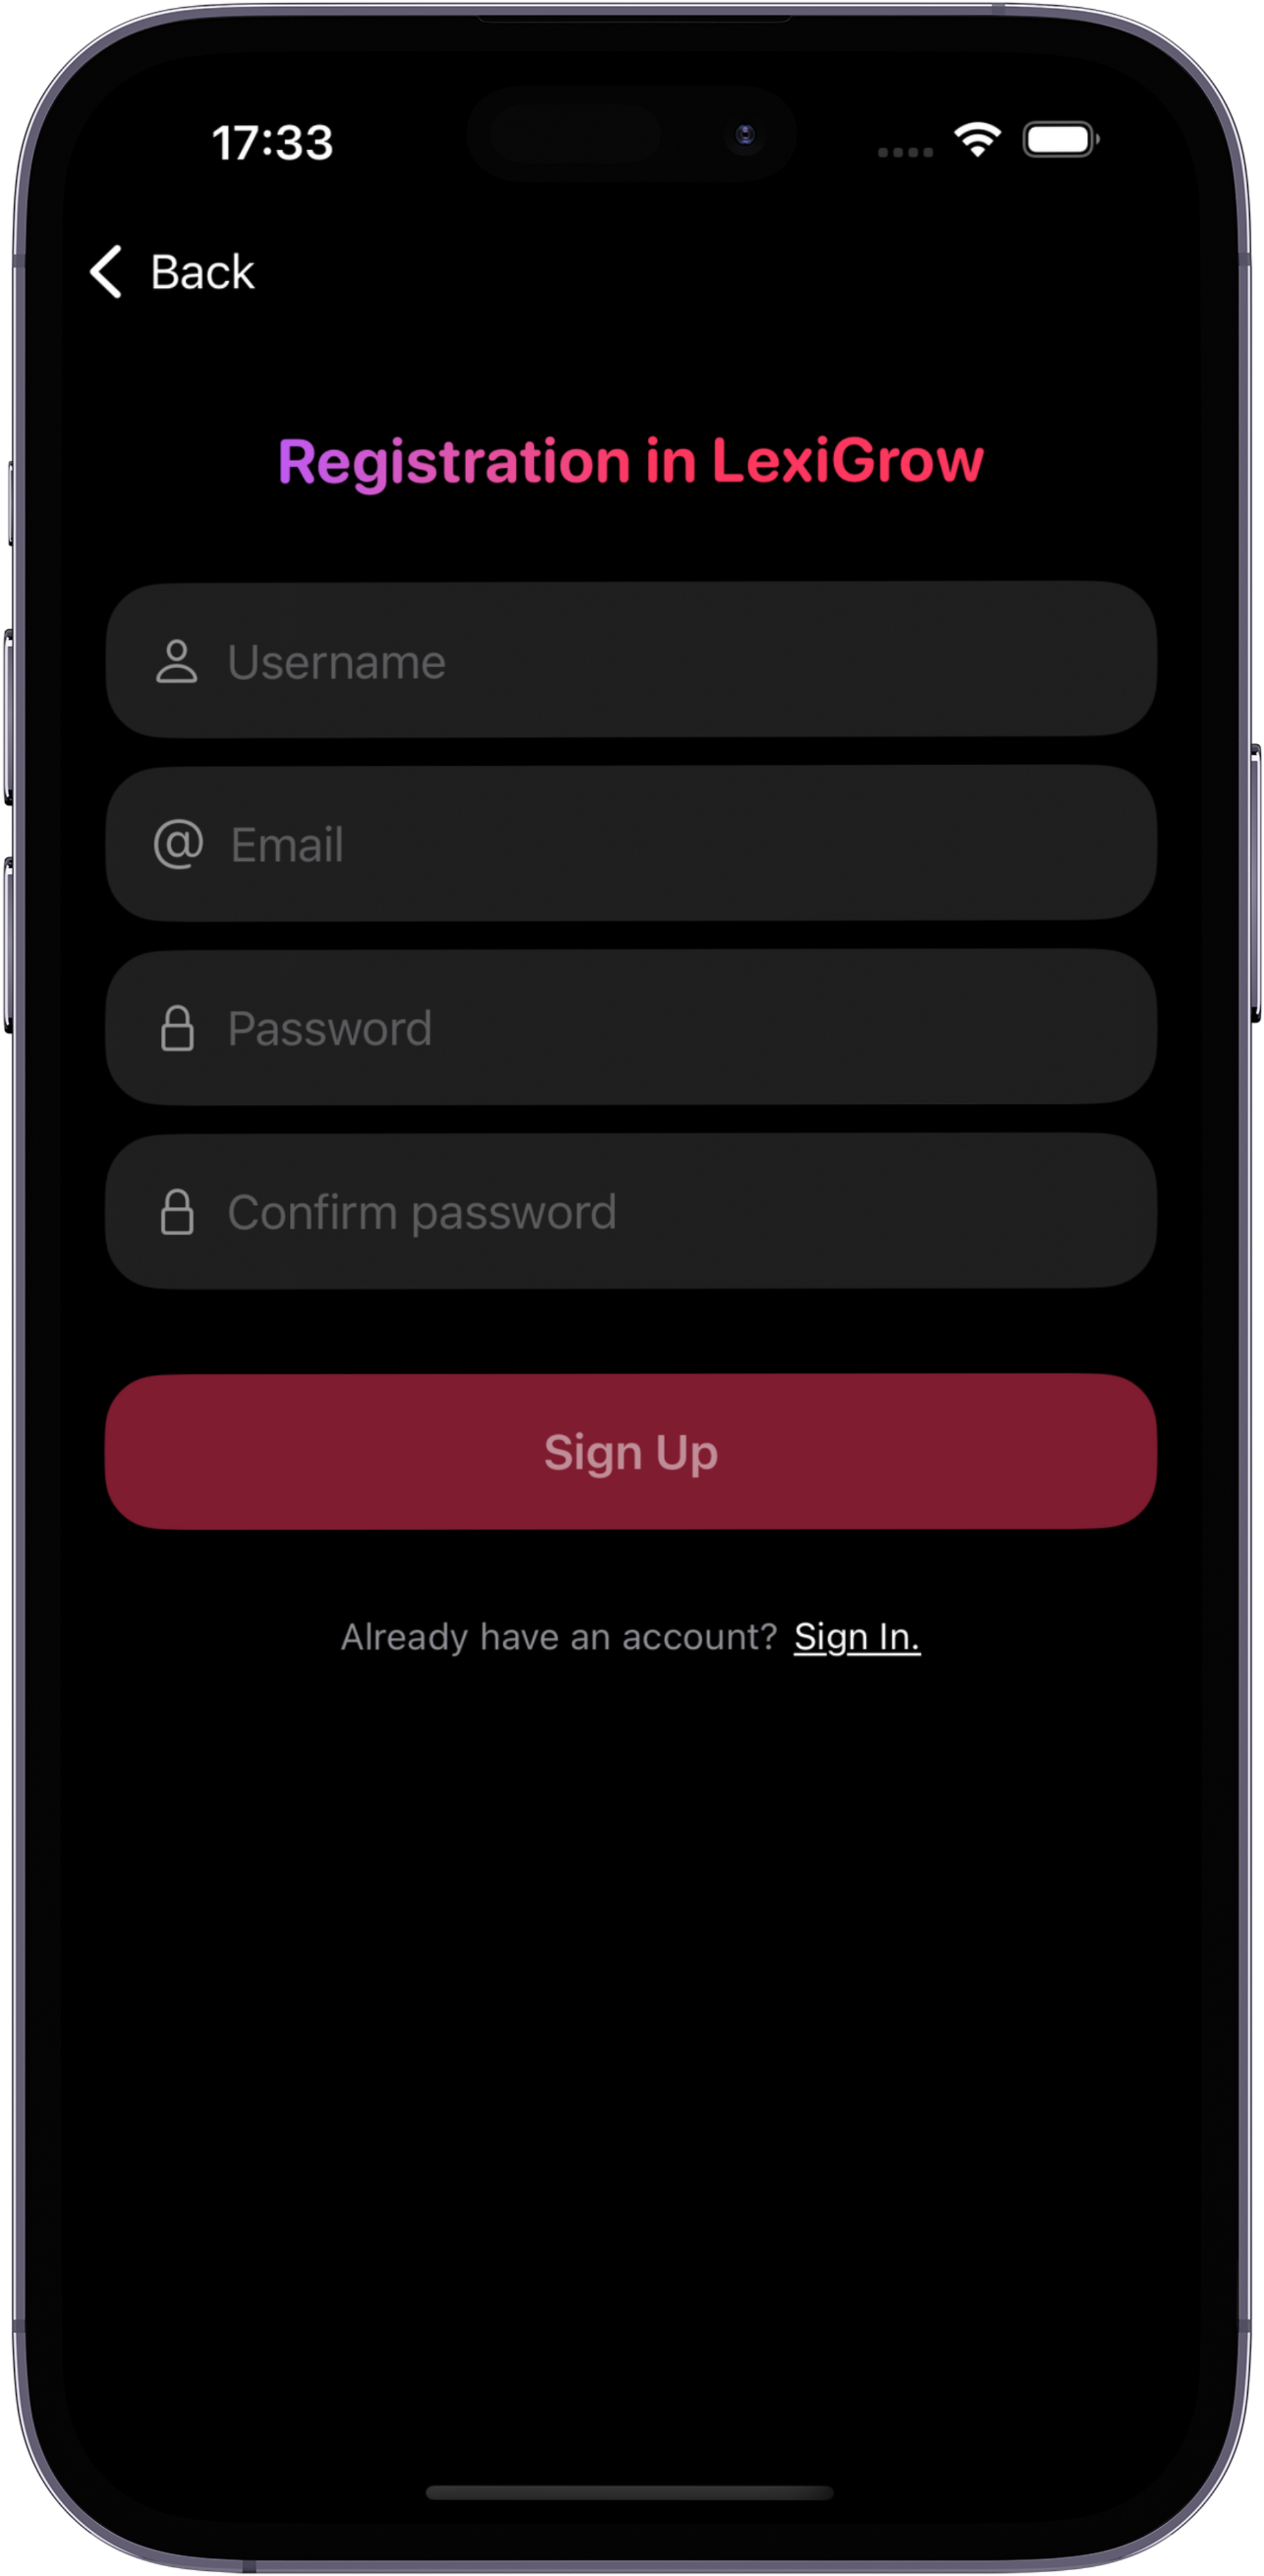 17:33
Back
Registration in LexiGrow
Username
@ Email
Password
Confirm password
Sign Up
Already have an account? Sign In.